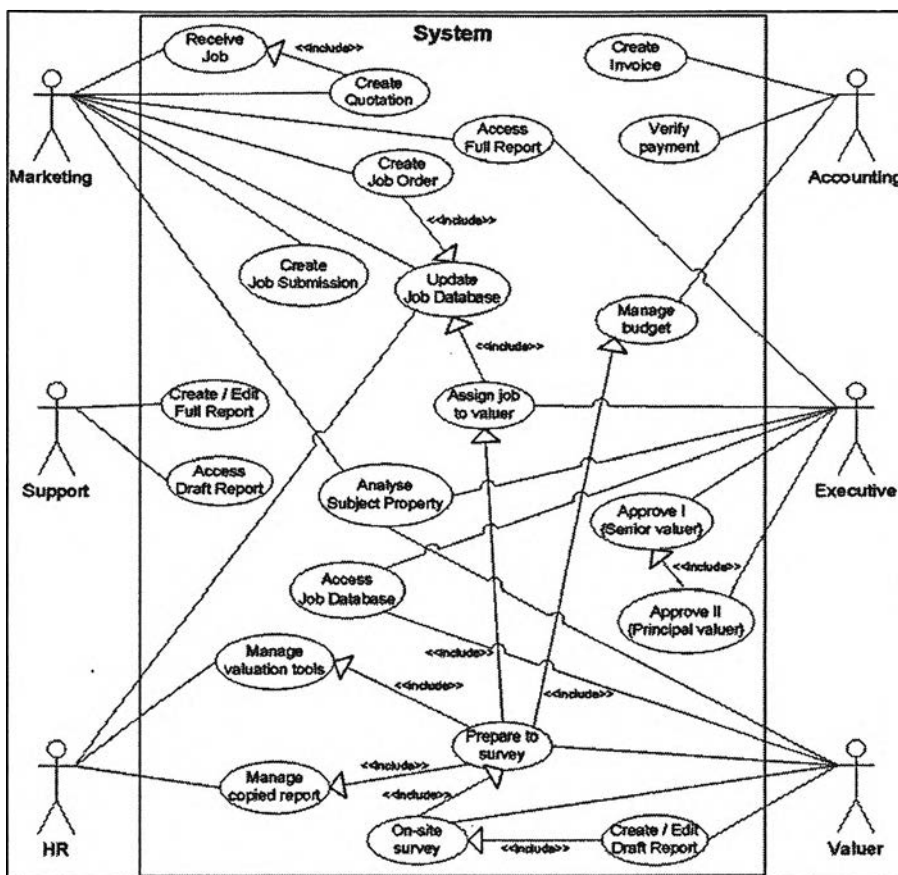 System
Receive
Job
<<include>>
Create
Quotation
Create
Invoice
Access
Full Report
Verify
payment
Marketing
Accounting
Create
Job Order
<<include>>
Create
Job Submission
Update
Job Database
Manage
budget
<<include>>
Create / Edit
Full Report
Assign job
to valuer
Access
Draft Report
Support
Analyse
Subject Property
Executive
Approve I
{Senior valuer}
<<include>>
Access
Job Database
Approve II
{Principal valuer}
Manage
valuation tools
<<include>>
<<include>>
<<include>>
Prepare to
survey
Manage
copied report
<<include>>
<<include>>
On-site
survey
<<include>>
Create / Edit
Draft Report
HR
Valuer